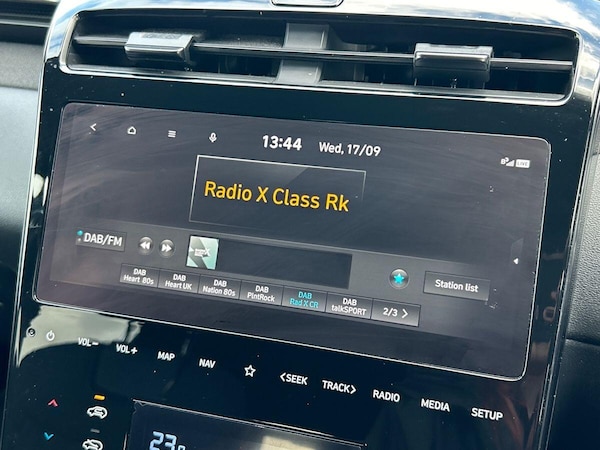 13:44 Wed, 17/09
LIVE
Radio X Class Rk
DAB/FM
Station list
DAB Heart 80s
DAB Heart UK
DAB Nation 80s
DAB PlntRock
DAB Rad X CR
DAB talkSPORT
2/3
VOL−
VOL+
MAP
NAV
<SEEK
TRACK>
RADIO
MEDIA
SETUP
23